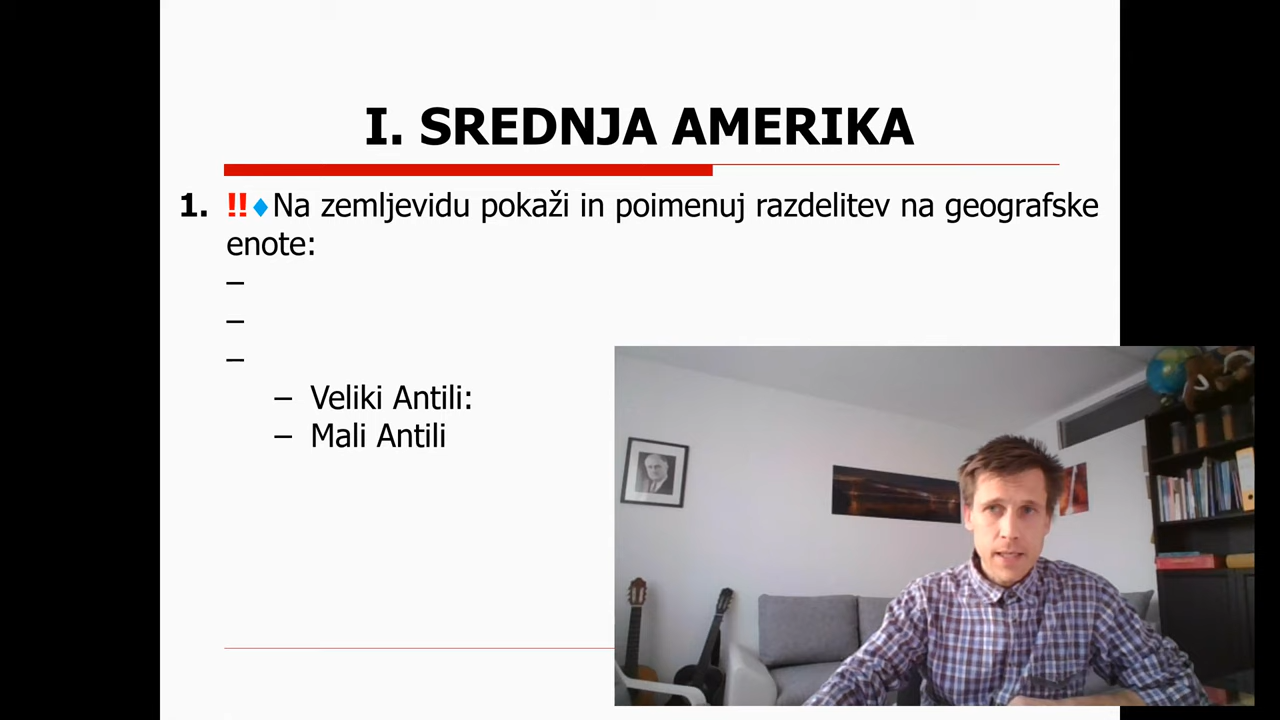 I. SREDNJA AMERIKA
1. !!♦Na zemljevidu pokaži in poimenuj razdelitev na geografske
enote:
–
–
–
– Veliki Antili:
– Mali Antili